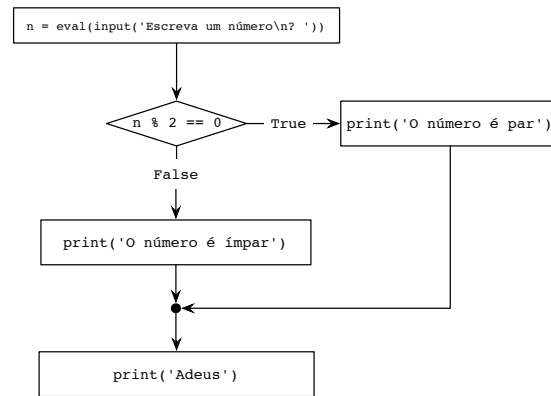 n = eval(input('Escreva um número\n? '))
n % 2 == 0
True
print('O número é par')
False
print('O número é ímpar')
print('Adeus')